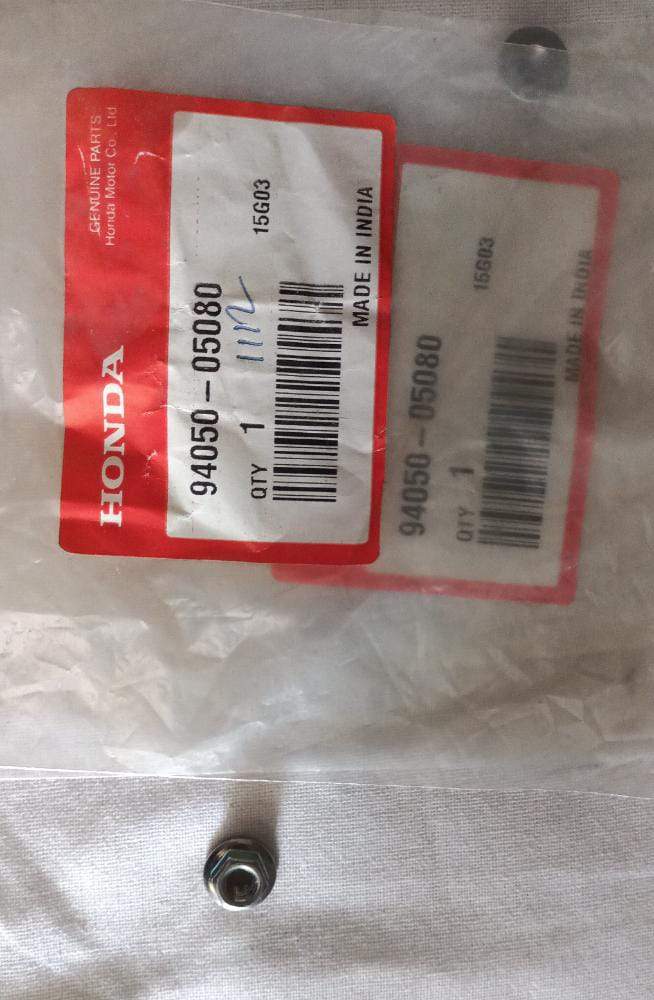 GENUINE PARTS
Honda Motor Co., Ltd.
HONDA
94050-05080
QTY 1
15G03
MADE IN INDIA
94050-05080
QTY 1
15G03
MADE IN INDIA